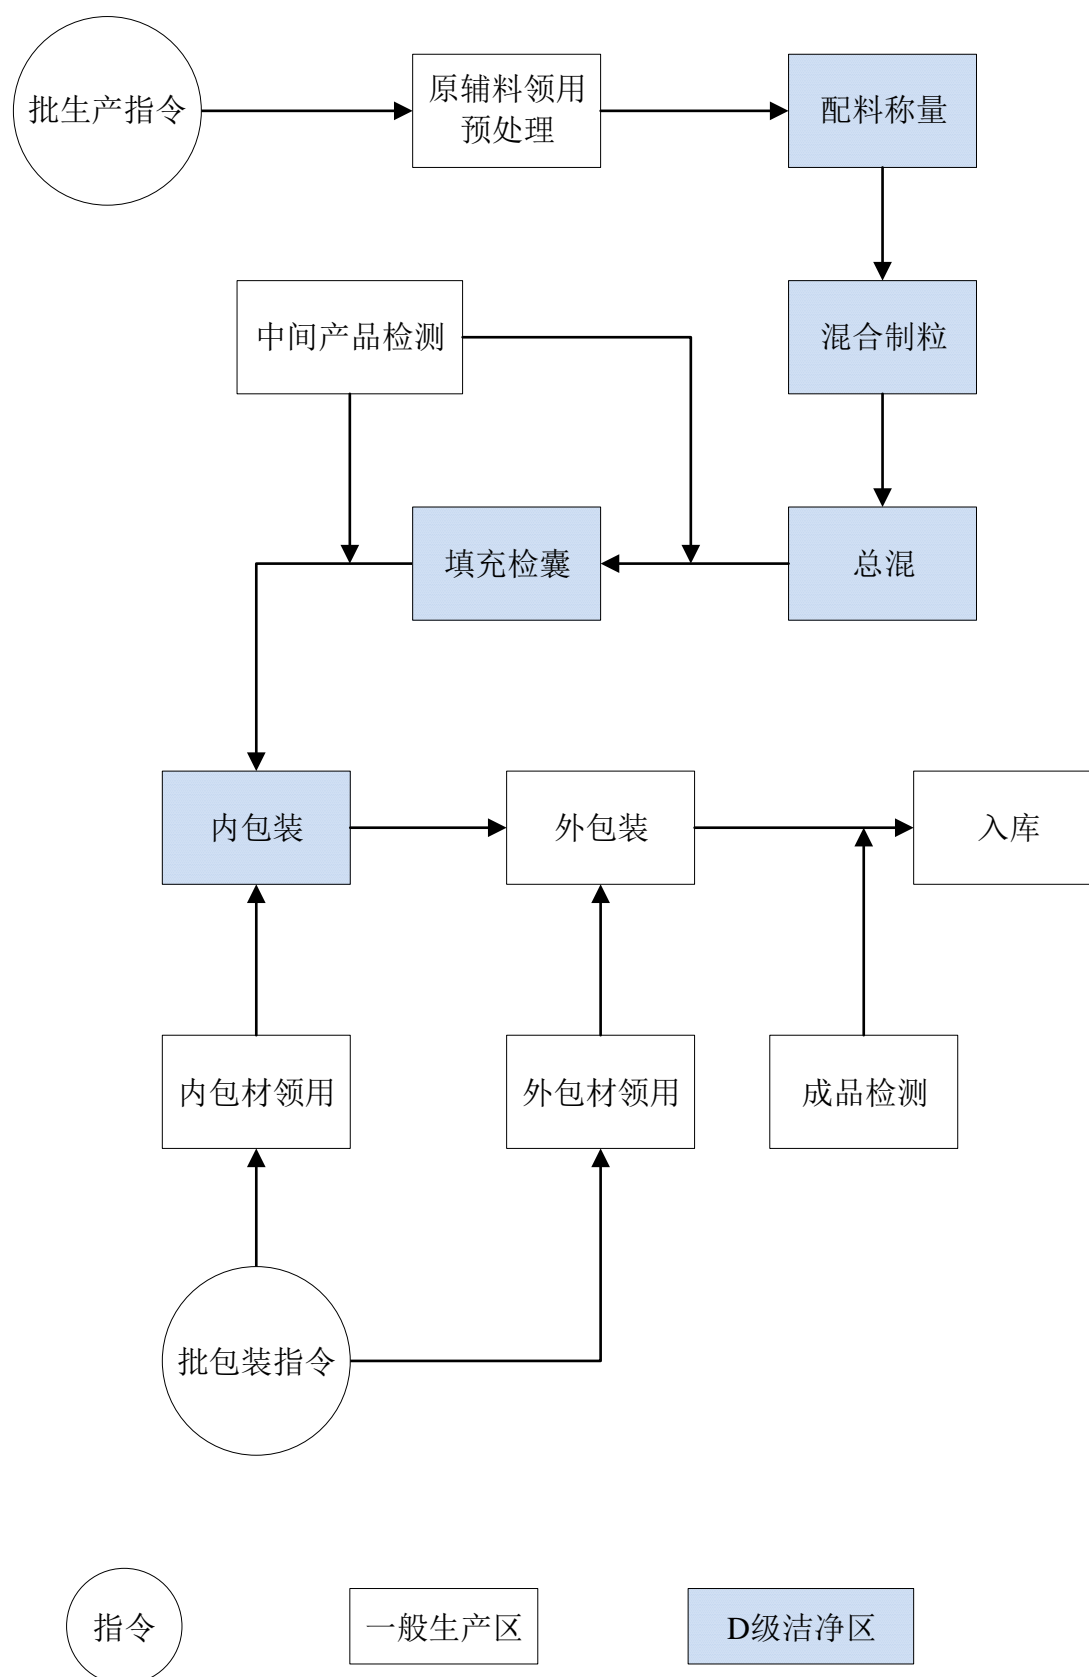 批生产指令
原辅料领用
预处理
配料称量
中间产品检测
混合制粒
填充检囊
总混
内包装
外包装
入库
内包材领用
外包材领用
成品检测
批包装指令
指令
一般生产区
D级洁净区